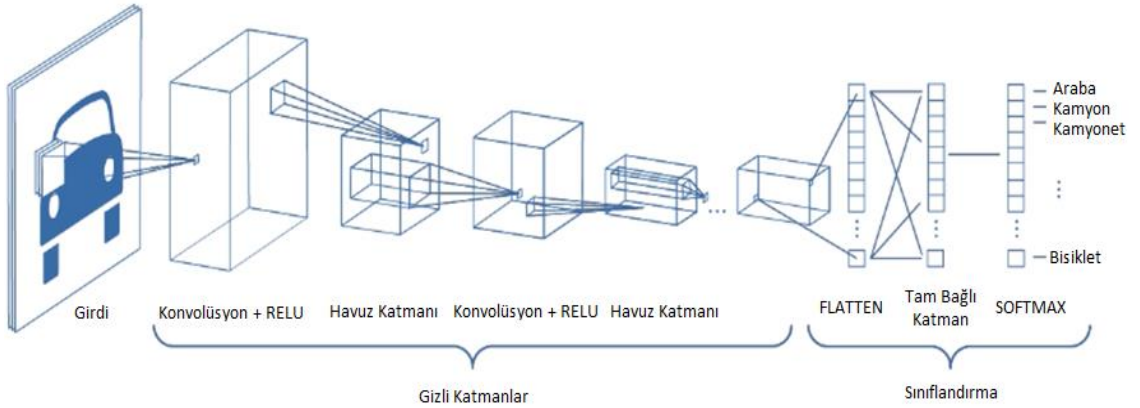 Araba
Kamyon
Kamyonet
Bisiklet
Girdi
Konvolüsyon + RELU
Havuz Katmanı
Konvolüsyon + RELU
Havuz Katmanı
FLATTEN
Tam Bağlı
Katman
SOFTMAX
Gizli Katmanlar
Sınıflandırma